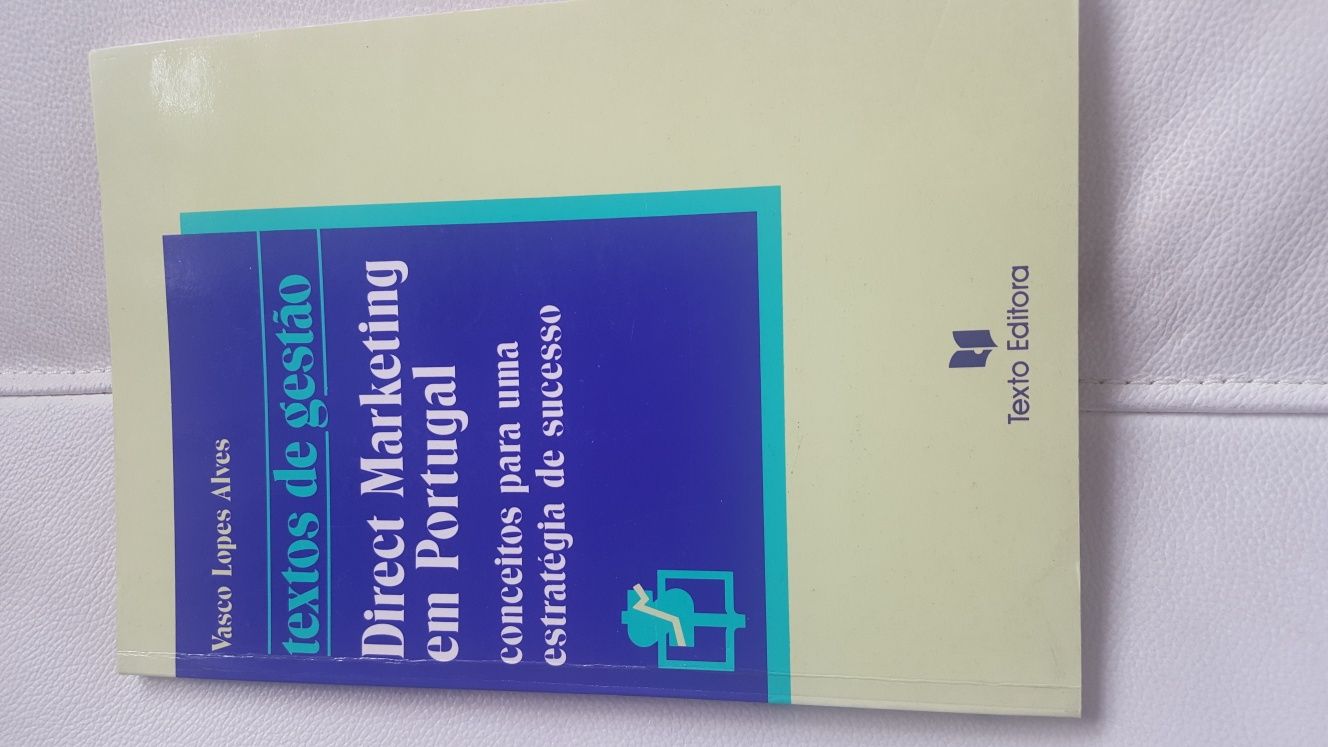 Vasco Lopes Alves
textos de gestão
Direct Marketing
em Portugal
conceitos para uma
estratégia de sucesso
Texto Editora